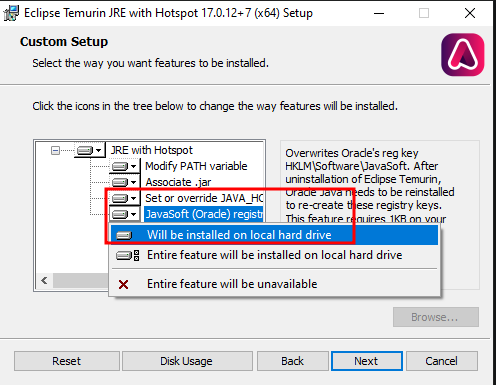 Eclipse Temurin JRE with Hotspot 17.0.12+7 (x64) Setup
Custom Setup
Select the way you want features to be installed.
Click the icons in the tree below to change the way features will be installed.
JRE with Hotspot
Modify PATH variable
Associate .jar
Set or override JAVA_HO
JavaSoft (Oracle) registr
Will be installed on local hard drive
Entire feature will be installed on local hard drive
Entire feature will be unavailable
Overwrites Oracle's reg key
HKLM\Software\JavaSoft. After
uninstallation of Eclipse Temurin,
Oracle Java needs to be reinstalled
to re-create these registry keys.
This feature requires 1KB on your
Browse...
Reset
Disk Usage
Back
Next
Cancel